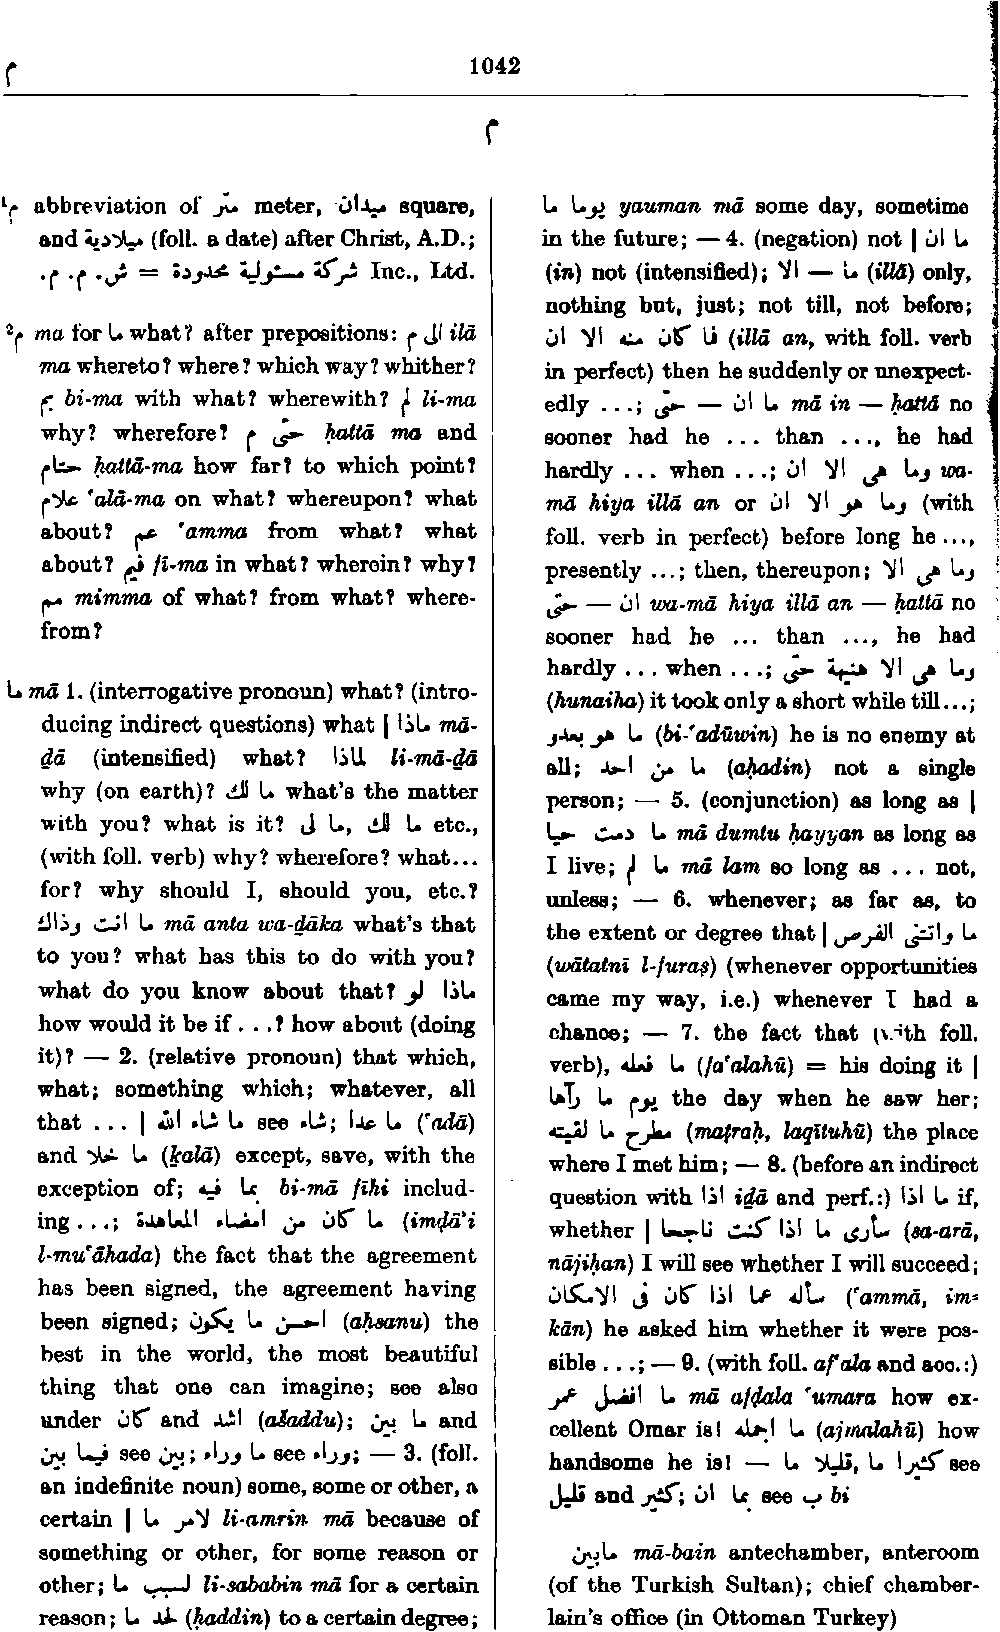 م
1042
م
¹م abbreviation of متر meter, ميدان square,
and ميلادية (foll. a date) after Christ, A.D.;
ش. م. م. = شركة مسئولية محدودة Inc., Ltd.
²م ma for ما what? after prepositions: الى م ilā
ma whereto? where? which way? whither?
بم bi-ma with what? wherewith? لم li-ma
why? wherefore? حتى م ḥattā ma and
حتام ḥattā-ma how far? to which point?
علام ʿalā-ma on what? whereupon? what
about? عم ʿamma from what? what
about? فيم fī-ma in what? wherein? why?
مم mimma of what? from what? where-
from?
ما mā 1. (interrogative pronoun) what? (intro-
ducing indirect questions) what | ماذا mā-
ḏā (intensified) what? لماذا li-mā-ḏā
why (on earth)? ما لك what's the matter
with you? what is it? ما لك ,ما لى etc.,
(with foll. verb) why? wherefore? what...
for? why should I, should you, etc.?
ما انت وذاك mā anta wa-ḏāka what's that
to you? what has this to do with you?
what do you know about that? ماذا لو
how would it be if ...? how about (doing
it)? — 2. (relative pronoun) that which,
what; something which; whatever, all
that ... | ما شاء الله see شاء; ما عدا (ʿadā)
and ما خلا (ḵalā) except, save, with the
exception of; بما فيه bi-mā fīhi includ-
ing ...; ما كان من امضاء المعاهدة (imḍāʾi
l-muʿāhada) the fact that the agreement
has been signed, the agreement having
been signed; احسن ما يكون (aḥsanu) the
best in the world, the most beautiful
thing that one can imagine; see also
under كان and اشد (ašaddu); ما بين and
فيما بين see بين; ما وراء see وراء; — 3. (foll.
an indefinite noun) some, some or other, a
certain | لامر ما li-amrin mā because of
something or other, for some reason or
other; لسبب ما li-sababin mā for a certain
reason; لحد ما (ḥaddin) to a certain degree;
يوما ما yauman mā some day, sometime
in the future; — 4. (negation) not | ما ان
(in) not (intensified); ما — الا (illā) only,
nothing but, just; not till, not before;
فما كان منه الا ان (illā an, with foll. verb
in perfect) then he suddenly or unexpect-
edly ...; ما ان — حتى mā in — ḥattā no
sooner had he ... than ..., he had
hardly ... when ...; وما هى الا ان wa-
mā hiya illā an or وما هو الا ان (with
foll. verb in perfect) before long he ...,
presently ...; then, thereupon; وما هى الا
ان — حتى wa-mā hiya illā an — ḥattā no
sooner had he ... than ..., he had
hardly ... when ...; وما هى الا هنيهة حتى
(hunaiha) it took only a short while till...;
ما هو بعدو (bi-ʿadūwin) he is no enemy at
all; ما من احد (aḥadin) not a single
person; — 5. (conjunction) as long as |
ما دمت حيا mā dumtu ḥayyan as long as
I live; ما لم mā lam so long as ... not,
unless; — 6. whenever; as far as, to
the extent or degree that | ما واتتنى الفرص
(wātatnī l-furaṣ) (whenever opportunities
came my way, i.e.) whenever I had a
chance; — 7. the fact that (with foll.
verb), ما فعله (faʿalahū) = his doing it |
يوم ما رآها the day when he saw her;
مطرح ما لقيته (maṭraḥ, laqītuhū) the place
where I met him; — 8. (before an indirect
question with اذا iḏā and perf.:) ما اذا if,
whether | سأرى ما اذا كنت ناجحا (sa-arā,
nājiḥan) I will see whether I will succeed;
سأله عما اذا كان فى الامكان (ʿammā, im-
kān) he asked him whether it were pos-
sible ...; — 9. (with foll. afʿala and acc.:)
ما افضل عمر mā afḍala ʿumara how ex-
cellent Omar is! ما اجمله (ajmalahū) how
handsome he is! — كثيرا ما ,قليلا ما see
قليل and كثير; بما ان see ب bi
مابين mā-bain antechamber, anteroom
(of the Turkish Sultan); chief chamber-
lain's office (in Ottoman Turkey)